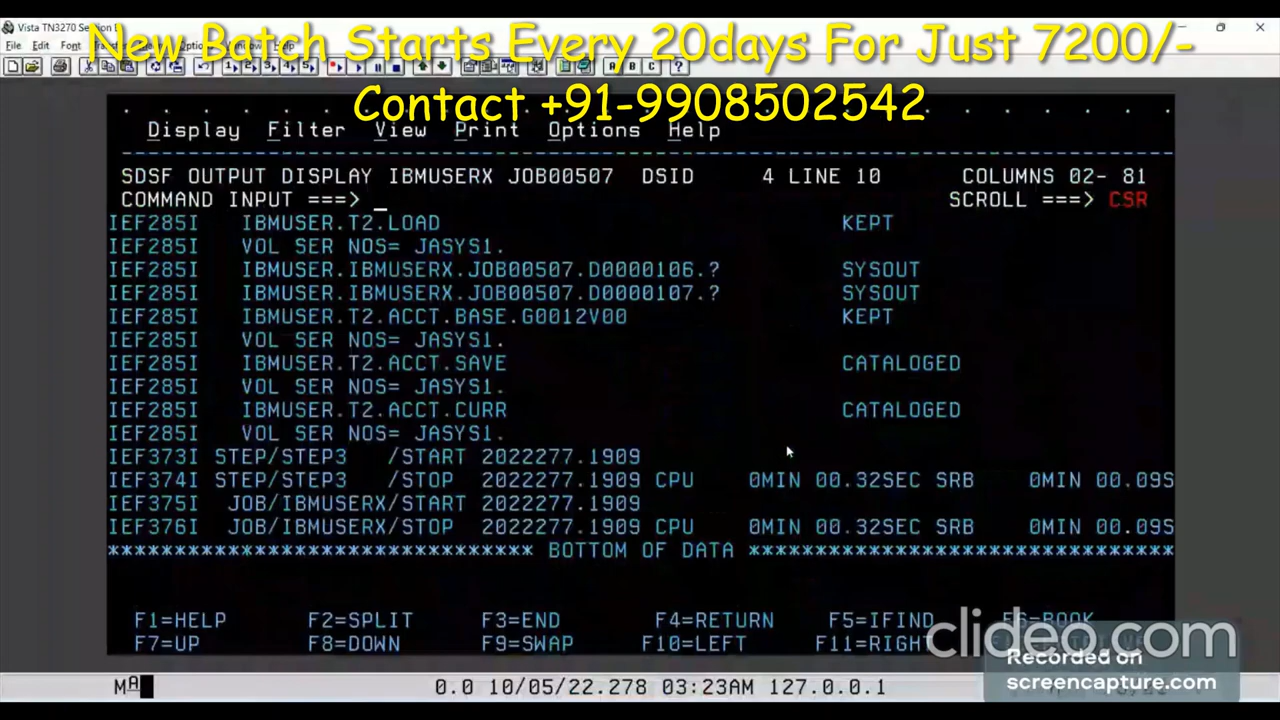 Vista TN3270 Session
New Batch Starts Every 20days For Just 7200/-
File Edit Font Options Window Help
Contact +91-9908502542
Display Filter View Print Options Help
SDSF OUTPUT DISPLAY IBMUSERX JOB00507 DSID 4 LINE 10 COLUMNS 02- 81
COMMAND INPUT ===> _ SCROLL ===> CSR
IEF285I IBMUSER.T2.LOAD KEPT
IEF285I VOL SER NOS= JASYS1.
IEF285I IBMUSER.IBMUSERX.JOB00507.D0000106.? SYSOUT
IEF285I IBMUSER.IBMUSERX.JOB00507.D0000107.? SYSOUT
IEF285I IBMUSER.T2.ACCT.BASE.G0012V00 KEPT
IEF285I VOL SER NOS= JASYS1.
IEF285I IBMUSER.T2.ACCT.SAVE CATALOGED
IEF285I VOL SER NOS= JASYS1.
IEF285I IBMUSER.T2.ACCT.CURR CATALOGED
IEF285I VOL SER NOS= JASYS1.
IEF373I STEP/STEP3 /START 2022277.1909
IEF374I STEP/STEP3 /STOP 2022277.1909 CPU 0MIN 00.32SEC SRB 0MIN 00.09S
IEF375I JOB/IBMUSERX/START 2022277.1909
IEF376I JOB/IBMUSERX/STOP 2022277.1909 CPU 0MIN 00.32SEC SRB 0MIN 00.09S
******************************** BOTTOM OF DATA ********************************
F1=HELP F2=SPLIT F3=END F4=RETURN F5=IFIND F6=BOOK
F7=UP F8=DOWN F9=SWAP F10=LEFT F11=RIGHT
clideo.com
Recorded on
screencapture.com
MA 0.0 10/05/22.278 03:23AM 127.0.0.1